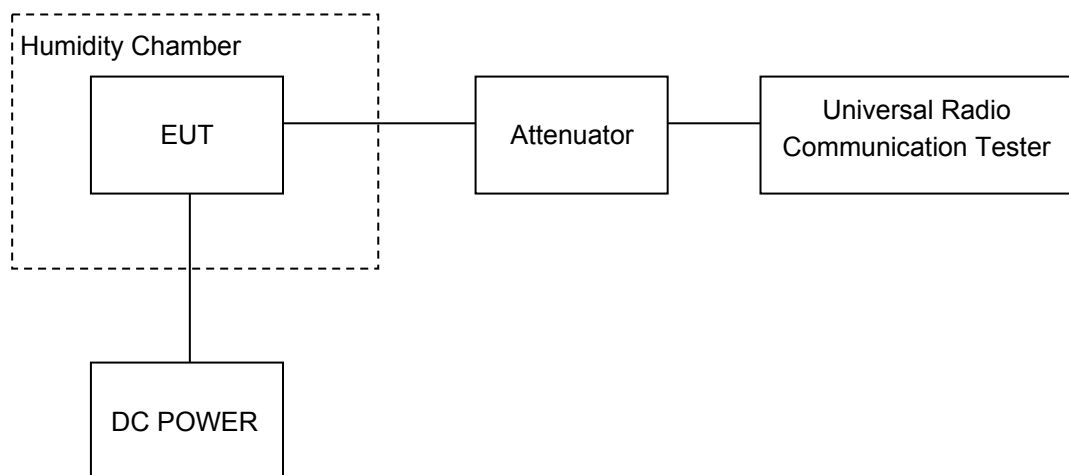 Humidity Chamber
EUT
Attenuator
Universal Radio
Communication Tester
DC POWER